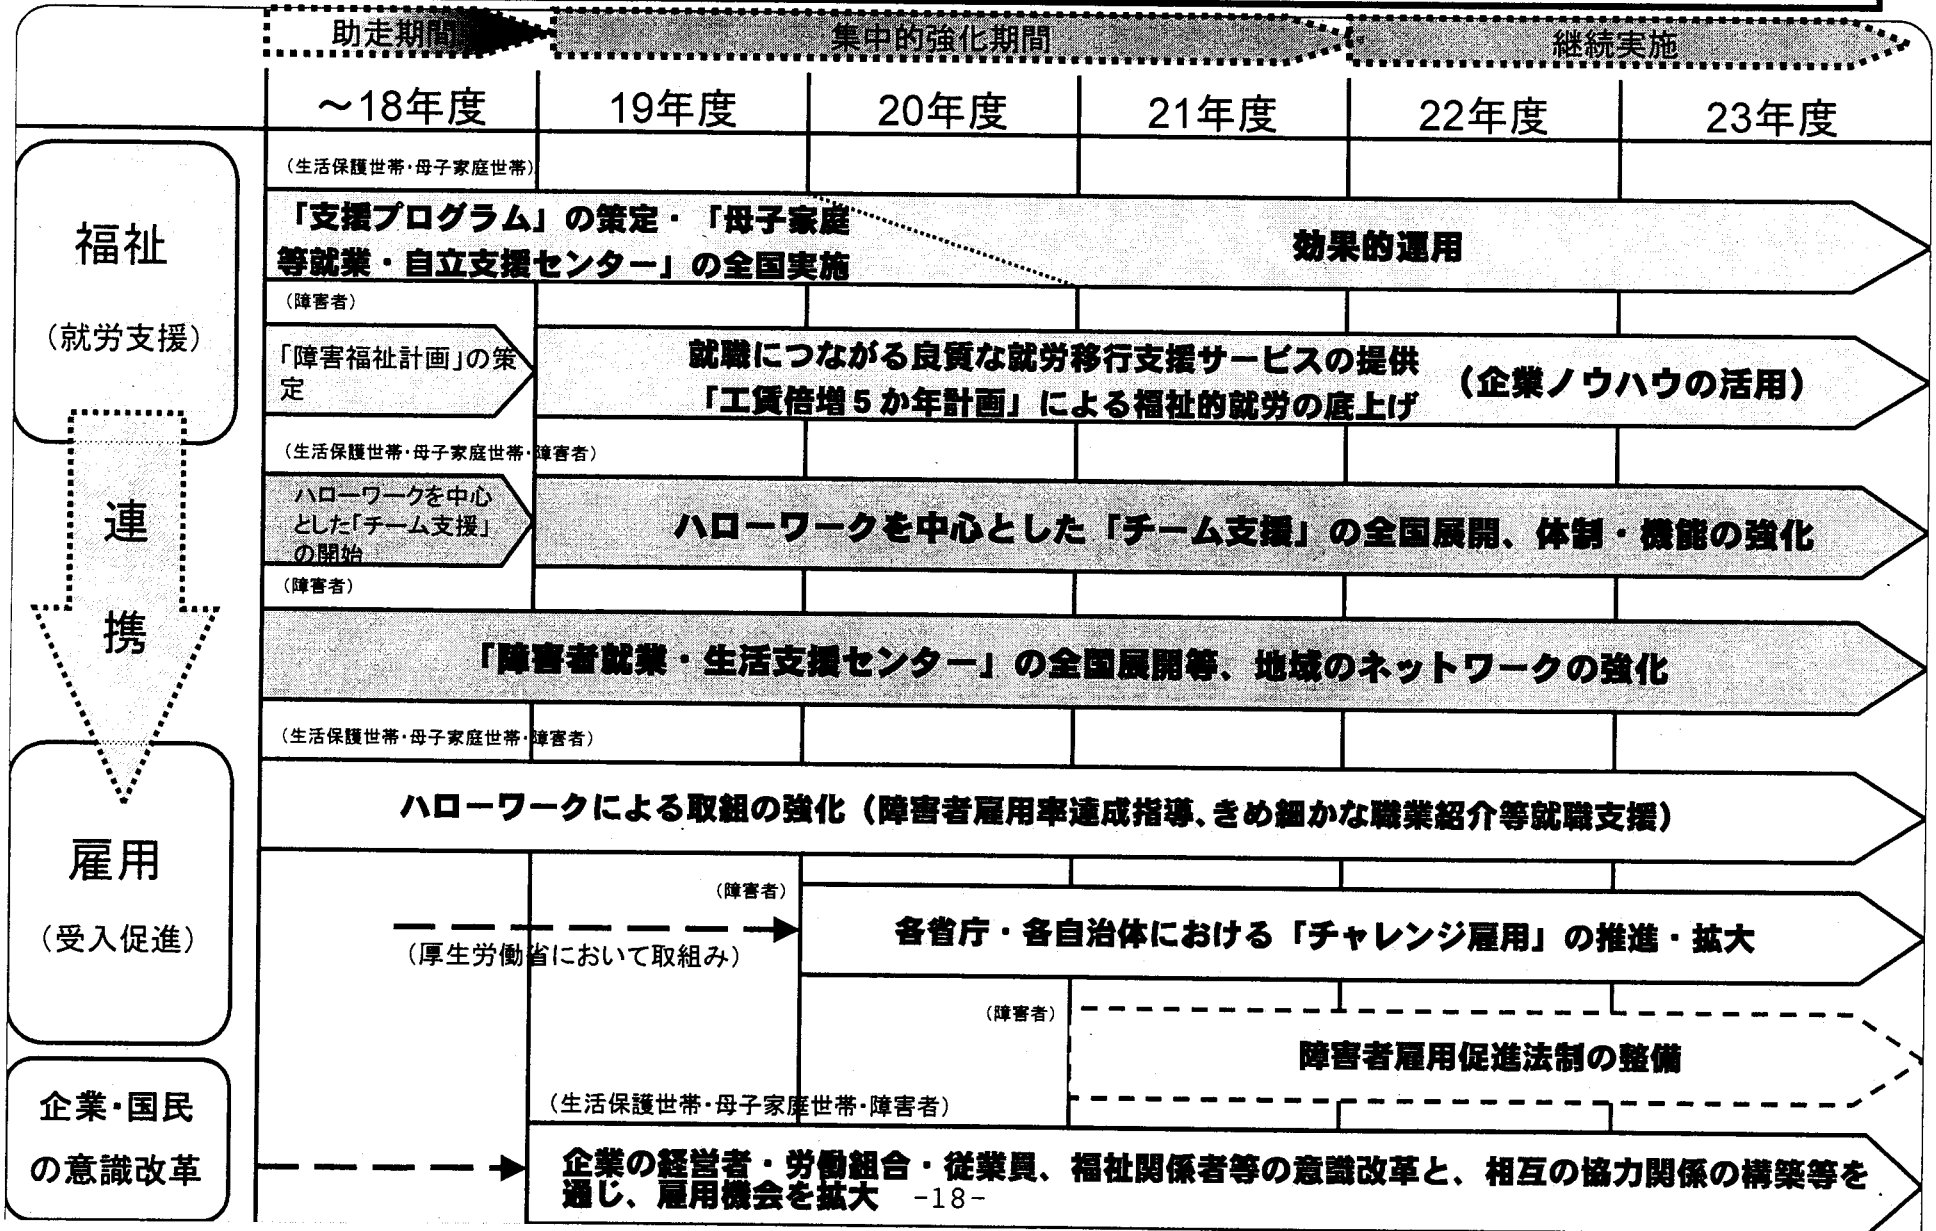 助走期間
集中的強化期間
継続実施
～18年度
19年度
20年度
21年度
22年度
23年度
福祉
（就労支援）
（生活保護世帯・母子家庭世帯）
「支援プログラム」の策定・「母子家庭
等就業・自立支援センター」の全国実施
効果的運用
（障害者）
「障害福祉計画」の策
定
就職につながる良質な就労移行支援サービスの提供
「工賃倍増５か年計画」による福祉的就労の底上げ
（企業ノウハウの活用）
連
携
（生活保護世帯・母子家庭世帯・障害者）
ハローワークを中心
とした「チーム支援」
の開始
ハローワークを中心とした「チーム支援」の全国展開、体制・機能の強化
（障害者）
「障害者就業・生活支援センター」の全国展開等、地域のネットワークの強化
雇用
（受入促進）
（生活保護世帯・母子家庭世帯・障害者）
ハローワークによる取組の強化（障害者雇用率達成指導、きめ細かな職業紹介等就職支援）
（障害者）
（厚生労働省において取組み）
各省庁・各自治体における「チャレンジ雇用」の推進・拡大
（障害者）
障害者雇用促進法制の整備
企業・国民
の意識改革
（生活保護世帯・母子家庭世帯・障害者）
企業の経営者・労働組合・従業員、福祉関係者等の意識改革と、相互の協力関係の構築等を
通じ、雇用機会を拡大
-18-